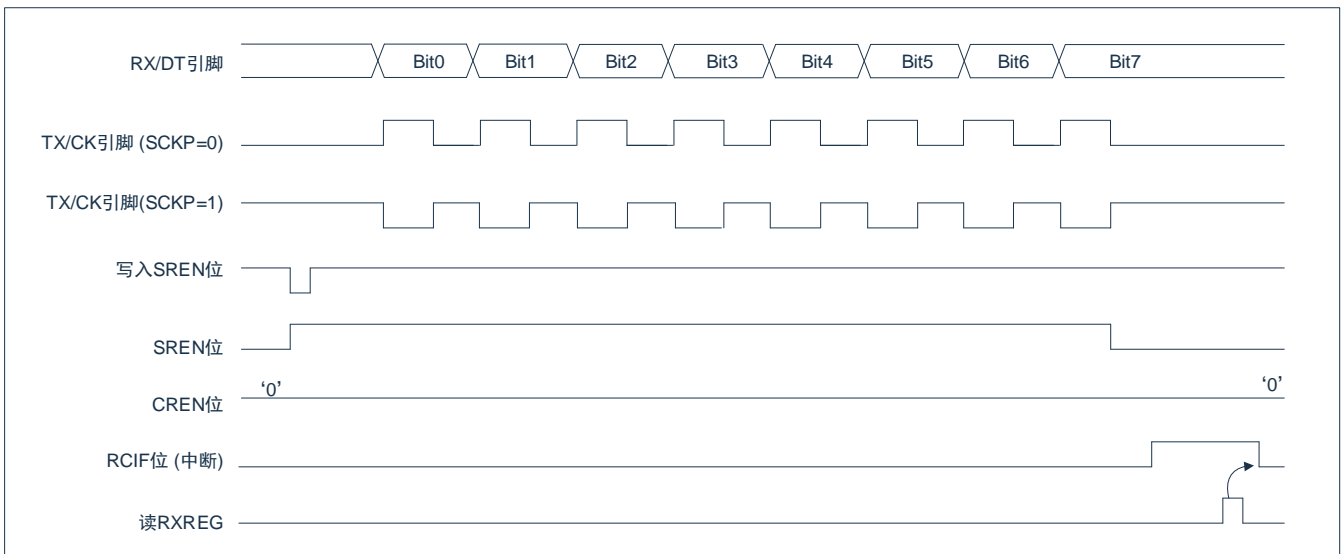 RX/DT引脚 Bit0 Bit1 Bit2 Bit3 Bit4 Bit5 Bit6 Bit7
TX/CK引脚 (SCKP=0)
TX/CK引脚(SCKP=1)
写入SREN位
SREN位
CREN位 ‘0’ ‘0’
RCIF位 (中断)
读RXREG